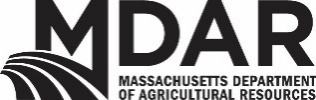 MDAR
MASSACHUSETTS DEPARTMENT
OF AGRICULTURAL RESOURCES